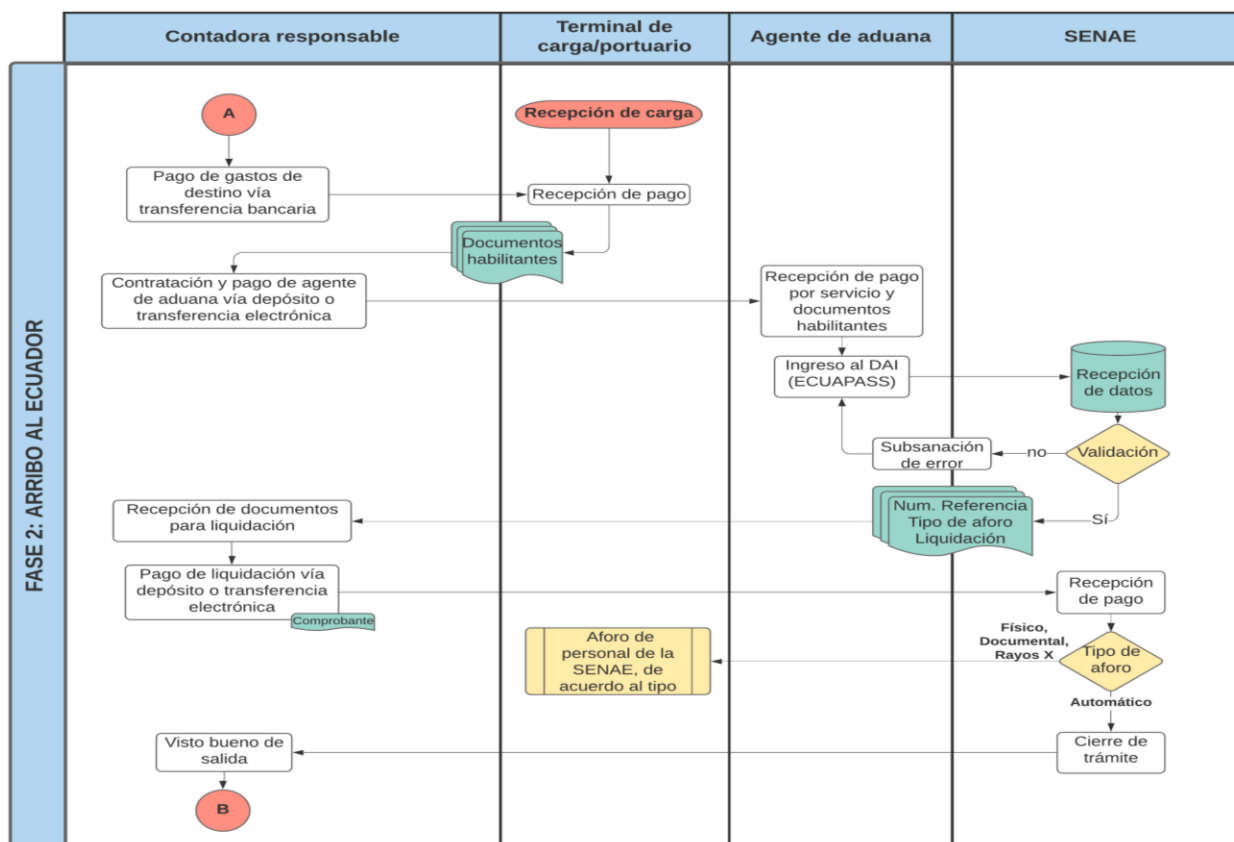 Contadora responsable
Terminal de
carga/portuario
Agente de aduana
SENAE
FASE 2: ARRIBO AL ECUADOR
A
Recepción de carga
Pago de gastos de
destino vía
transferencia bancaria
Recepción de pago
Documentos
habilitantes
Contratación y pago de agente
de aduana vía depósito o
transferencia electrónica
Recepción de pago
por servicio y
documentos
habilitantes
Ingreso al DAI
(ECUAPASS)
Recepción
de datos
Subsanación
de error
no
Validación
Recepción de documentos
para liquidación
Num. Referencia
Tipo de aforo
Liquidación
Sí
Pago de liquidación vía
depósito o transferencia
electrónica
Comprobante
Recepción
de pago
Aforo de
personal de la
SENAE, de
acuerdo al tipo
Físico,
Documental,
Rayos X
Tipo de
aforo
Automático
Visto bueno de
salida
Cierre de
trámite
B